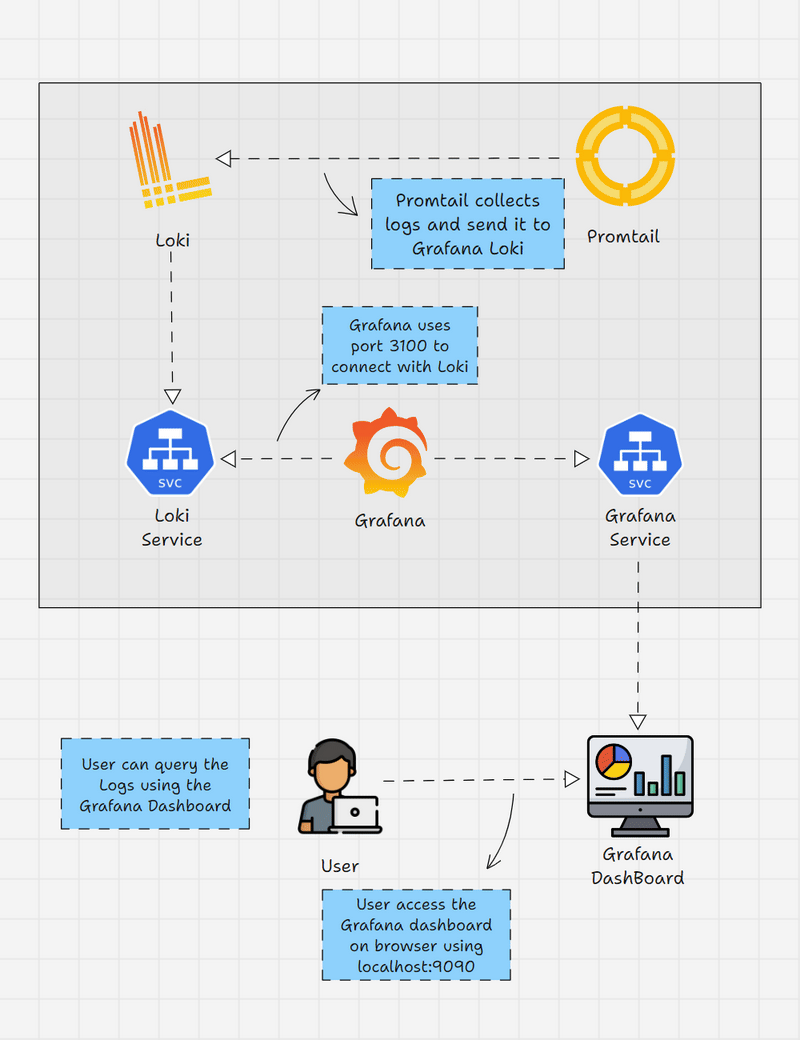 Promtail collects
logs and send it to
Grafana Loki
Loki
Promtail
Grafana uses
port 3100 to
connect with Loki
svc
svc
Loki
Service
Grafana
Grafana
Service
User can query the
Logs using the
Grafana Dashboard
User
Grafana
DashBoard
User access the
Grafana dashboard
on browser using
localhost:9090